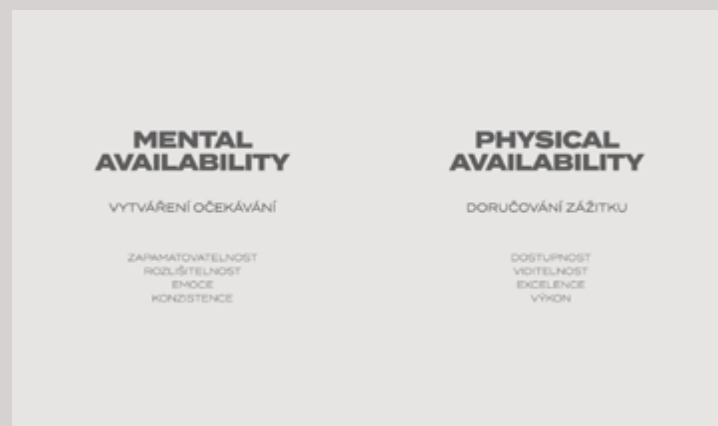 MENTAL
AVAILABILITY
VYTVÁŘENÍ OČEKÁVÁNÍ
ZAPAMATOVATELNOST
ROZLIŠITELNOST
EMOCE
KONZISTENCE
PHYSICAL
AVAILABILITY
DORUČOVÁNÍ ZÁŽITKU
DOSTUPNOST
VIDITELNOST
EXCELENCE
VÝKON